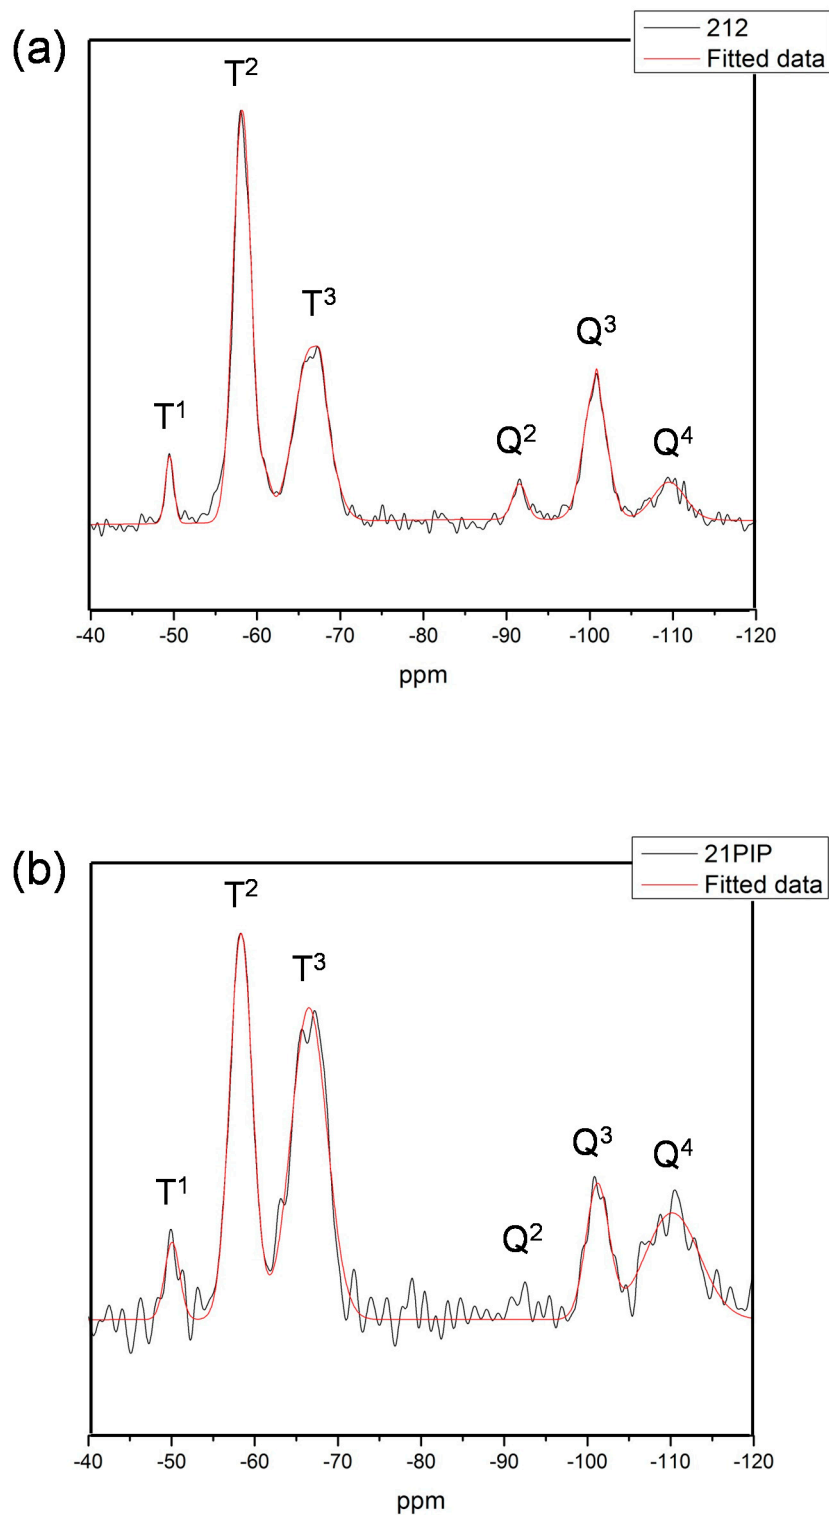 (a)
212
Fitted data
T²
T³
Q³
T¹
Q²
Q⁴
-40 -50 -60 -70 -80 -90 -100 -110 -120
ppm
(b)
21PIP
Fitted data
T²
T³
Q³
Q⁴
T¹
Q²
-40 -50 -60 -70 -80 -90 -100 -110 -120
ppm